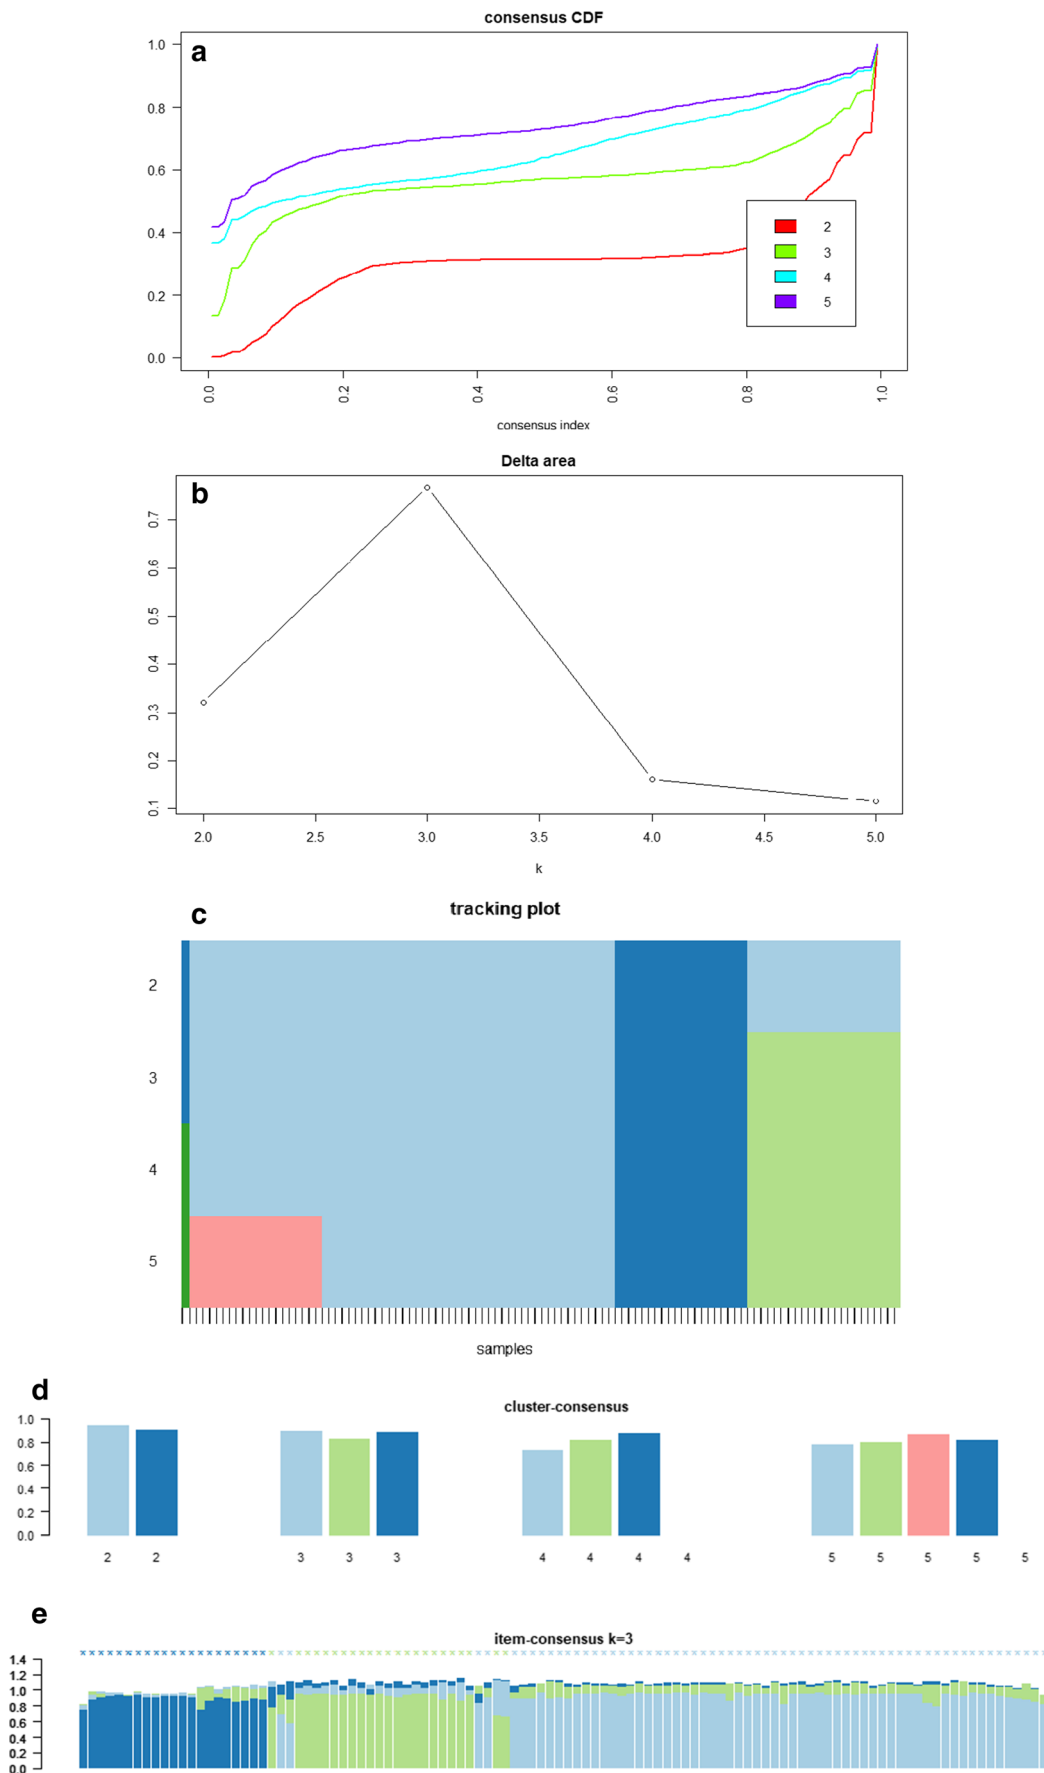 consensus CDF
a
1.0
0.8
0.6
0.4
0.2
0.0
2
3
4
5
0.0 0.2 0.4 0.6 0.8 1.0
consensus index
Delta area
b
0.7
0.6
0.5
0.4
0.3
0.2
0.1
2.0 2.5 3.0 3.5 4.0 4.5 5.0
k
c
tracking plot
2
3
4
5
samples
d
cluster-consensus
1.0
0.8
0.6
0.4
0.2
0.0
2 2 3 3 3 4 4 4 4 5 5 5 5 5
e
item-consensus k=3
1.4
1.2
1.0
0.8
0.6
0.4
0.2
0.0